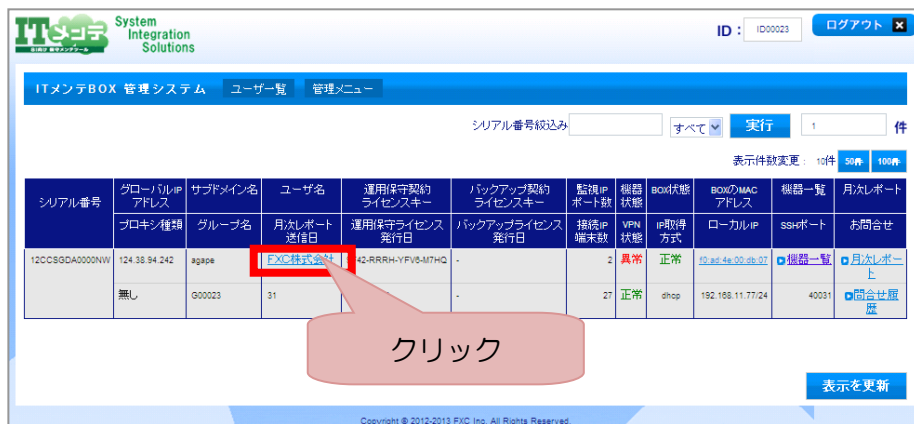 ITメンテ
System
Integration
Solutions
ID : ID00023
ログアウト
ITメンテBOX 管理システム ユーザ一覧 管理メニュー
シリアル番号絞込み すべて 実行 1 件
表示件数変更 : 10件 50件 100件
シリアル番号 グローバルIPアドレス サブドメイン名 ユーザ名 運用保守契約ライセンスキー バックアップ契約ライセンスキー 監視IPポート数 機器状態 BOX状態 BOXのMACアドレス 機器一覧 月次レポート
プロキシ種類 グループ名 月次レポート送信日 運用保守ライセンス発行日 バックアップライセンス発行日 接続IP端末数 VPN状態 IP取得方式 ローカルIP SSHポート お問合せ
12CCSGDA0000NW 124.38.94.242 agape FXC株式会社 42-RRRH-YFV6-M7HQ - 2 異常 正常 f0:ad:4e:00:db:07 機器一覧 月次レポート
無し G00023 31 - 27 正常 dhcp 192.168.11.77/24 40031 問合せ履歴
クリック
表示を更新
Copyright © 2012-2013 FXC Inc. All Rights Reserved.